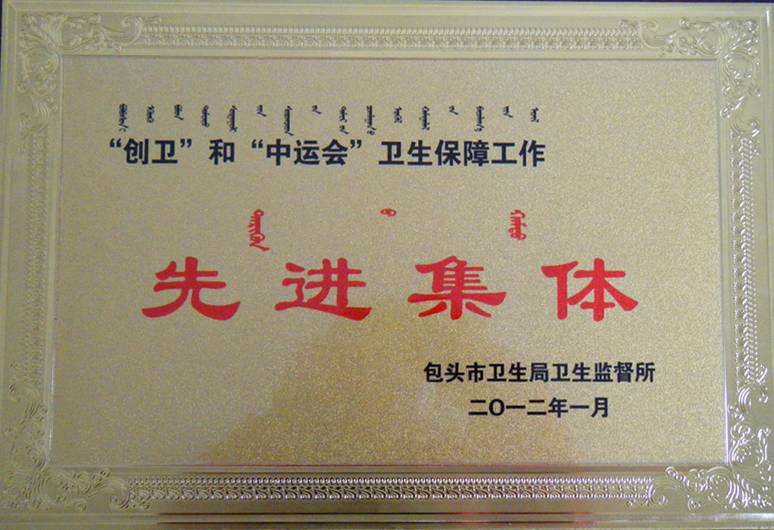 “创卫”和“中运会”卫生保障工作
先进集体
包头市卫生局卫生监督所
二〇一二年一月